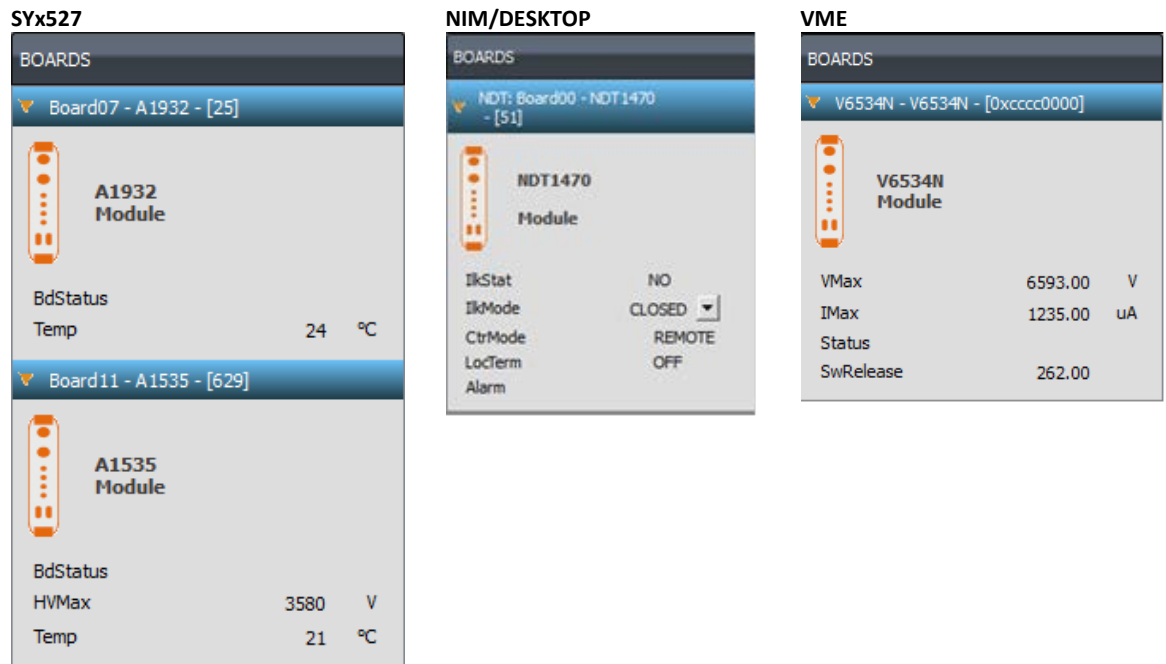 SYx527
BOARDS
Board07 - A1932 - [25]
A1932
Module
BdStatus
Temp 24 °C
Board11 - A1535 - [629]
A1535
Module
BdStatus
HVMax 3580 V
Temp 21 °C
NIM/DESKTOP
BOARDS
NDT: Board00 - NDT1470
- [51]
NDT1470
Module
IlkStat NO
IlkMode CLOSED
CtrMode REMOTE
LocTerm OFF
Alarm
VME
BOARDS
V6534N - V6534N - [0xcccc0000]
V6534N
Module
VMax 6593.00 V
IMax 1235.00 uA
Status
SwRelease 262.00